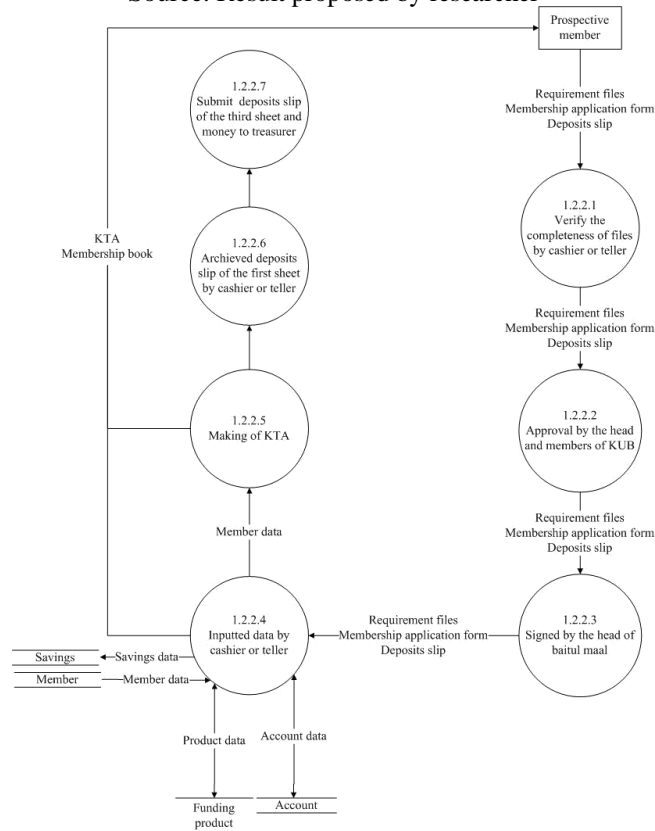 Source: Result proposed by researcher
Prospective
member
Requirement files
Membership application form
Deposits slip
1.2.2.1
Verify the
completeness of files
by cashier or teller
Requirement files
Membership application form
Deposits slip
1.2.2.2
Approval by the head
and members of KUB
Requirement files
Membership application form
Deposits slip
1.2.2.3
Signed by the head of
baitul maal
Requirement files
Membership application form
Deposits slip
1.2.2.4
Inputted data by
cashier or teller
Savings
Savings data
Member
Member data
Product data
Funding
product
Account data
Account
Member data
1.2.2.5
Making of KTA
KTA
Membership book
1.2.2.6
Archieved deposits
slip of the first sheet
by cashier or teller
1.2.2.7
Submit deposits slip
of the third sheet and
money to treasurer